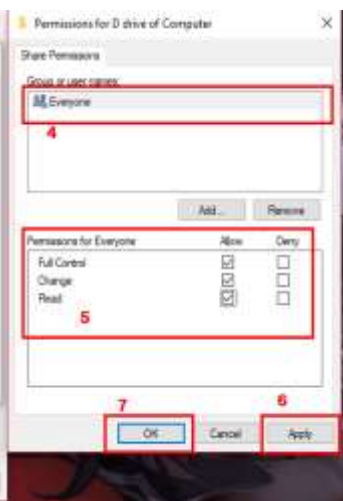 Permissions for D drive of Computer
Share Permissions
Group or user names:
Everyone
4
Add...
Remove
Permissions for Everyone
Allow
Deny
Full Control
Change
Read
5
7
6
OK
Cancel
Apply